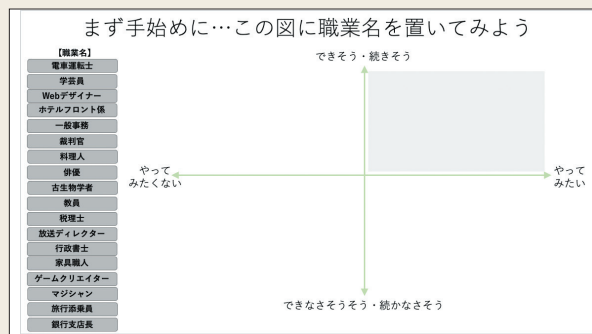 まず手始めに…この図に職業名を置いてみよう
【職業名】
電車運転士
学芸員
Webデザイナー
ホテルフロント係
一般事務
裁判官
料理人
俳優
古生物学者
教員
税理士
放送ディレクター
行政書士
家具職人
ゲームクリエイター
マジシャン
旅行添乗員
銀行支店長
できそう・続きそう
やって
みたくない
やって
みたい
できなさそうそう・続かなさそう